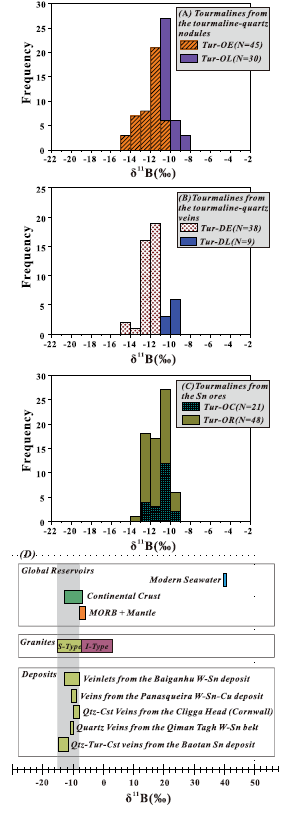 30
25
20
15
10
5
0
Frequency
(A) Tourmalines from
the tourmaline-quartz
nodules
Tur-OE(N=45)
Tur-OL(N=30)
-22 -20 -18 -16 -14 -12 -10 -8 -6 -4 -2
δ11B(‰)
25
20
15
10
5
0
Frequency
(B)Tourmalines from
the tourmaline-quartz
veins
Tur-DE(N=38)
Tur-DL(N=9)
-22 -20 -18 -16 -14 -12 -10 -8 -6 -4 -2
δ11B(‰)
30
25
20
15
10
5
0
Frequency
(C)Tourmalines from
the Sn ores
Tur-OC(N=21)
Tur-OR(N=48)
-22 -20 -18 -16 -14 -12 -10 -8 -6 -4 -2
δ11B(‰)
(D)
Global Reservoirs
Modern Seawater
Continental Crust
MORB + Mantle
Granites S-Type I-Type
Deposits
Veinlets from the Baiganhu W-Sn deposit
Veins from the Panasqueira W-Sn-Cu deposit
Qtz-Cst Veins from the Cligga Head (Cornwall)
Quartz Veins from the Qiman Tagh W-Sn belt
Qtz-Tur-Cst veins from the Baotan Sn deposit
-20 -10 0 10 20 30 40 50
δ11B(‰)